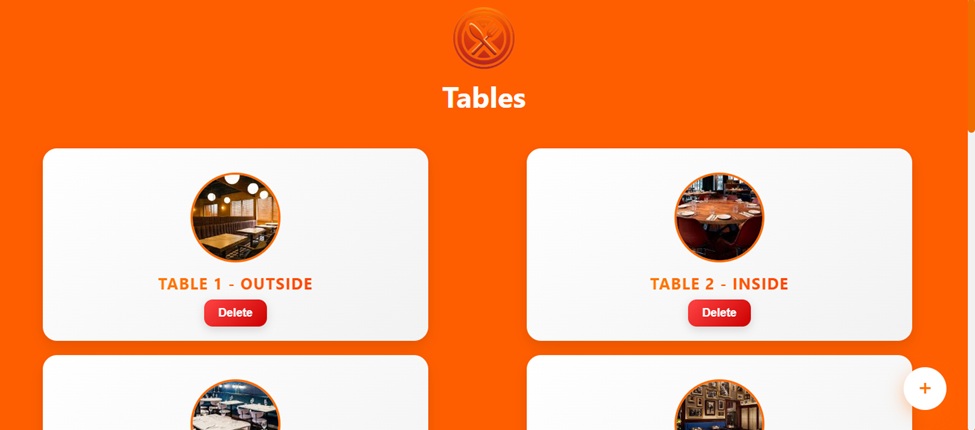 Tables
TABLE 1 - OUTSIDE
TABLE 2 - INSIDE
Delete
Delete
+